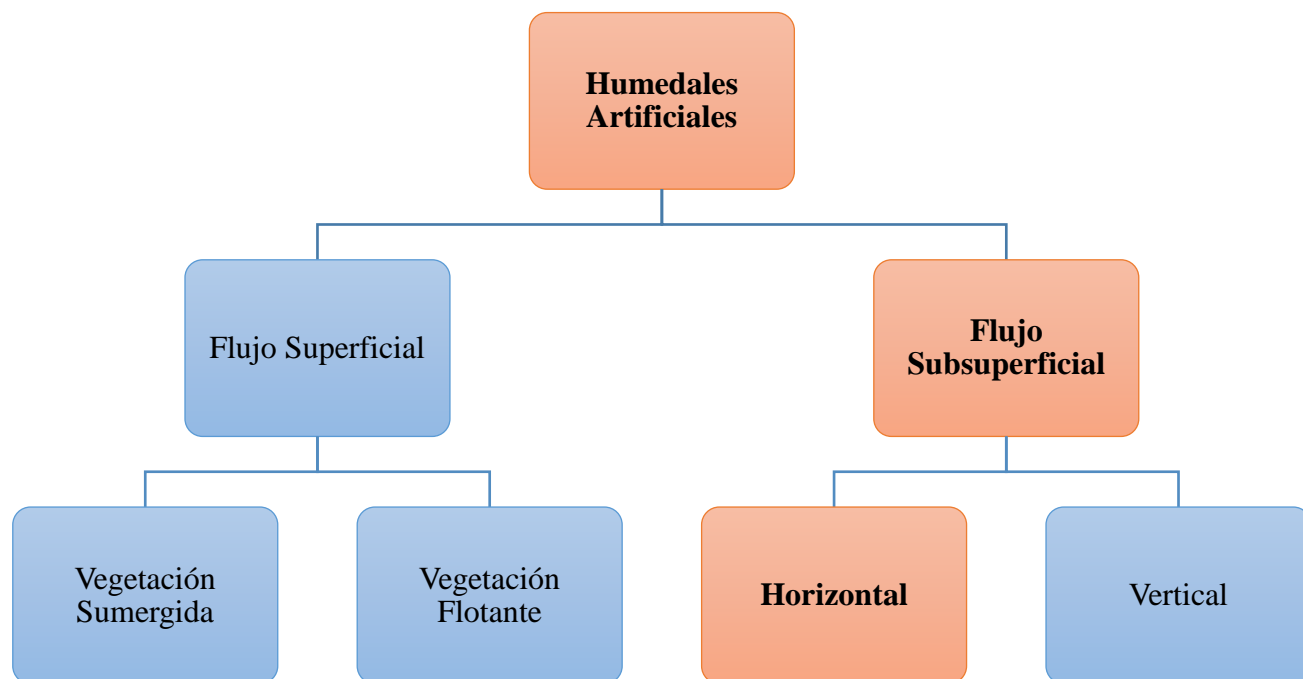 Humedales
Artificiales
Flujo Superficial
Flujo
Subsuperficial
Vegetación
Sumergida
Vegetación
Flotante
Horizontal
Vertical